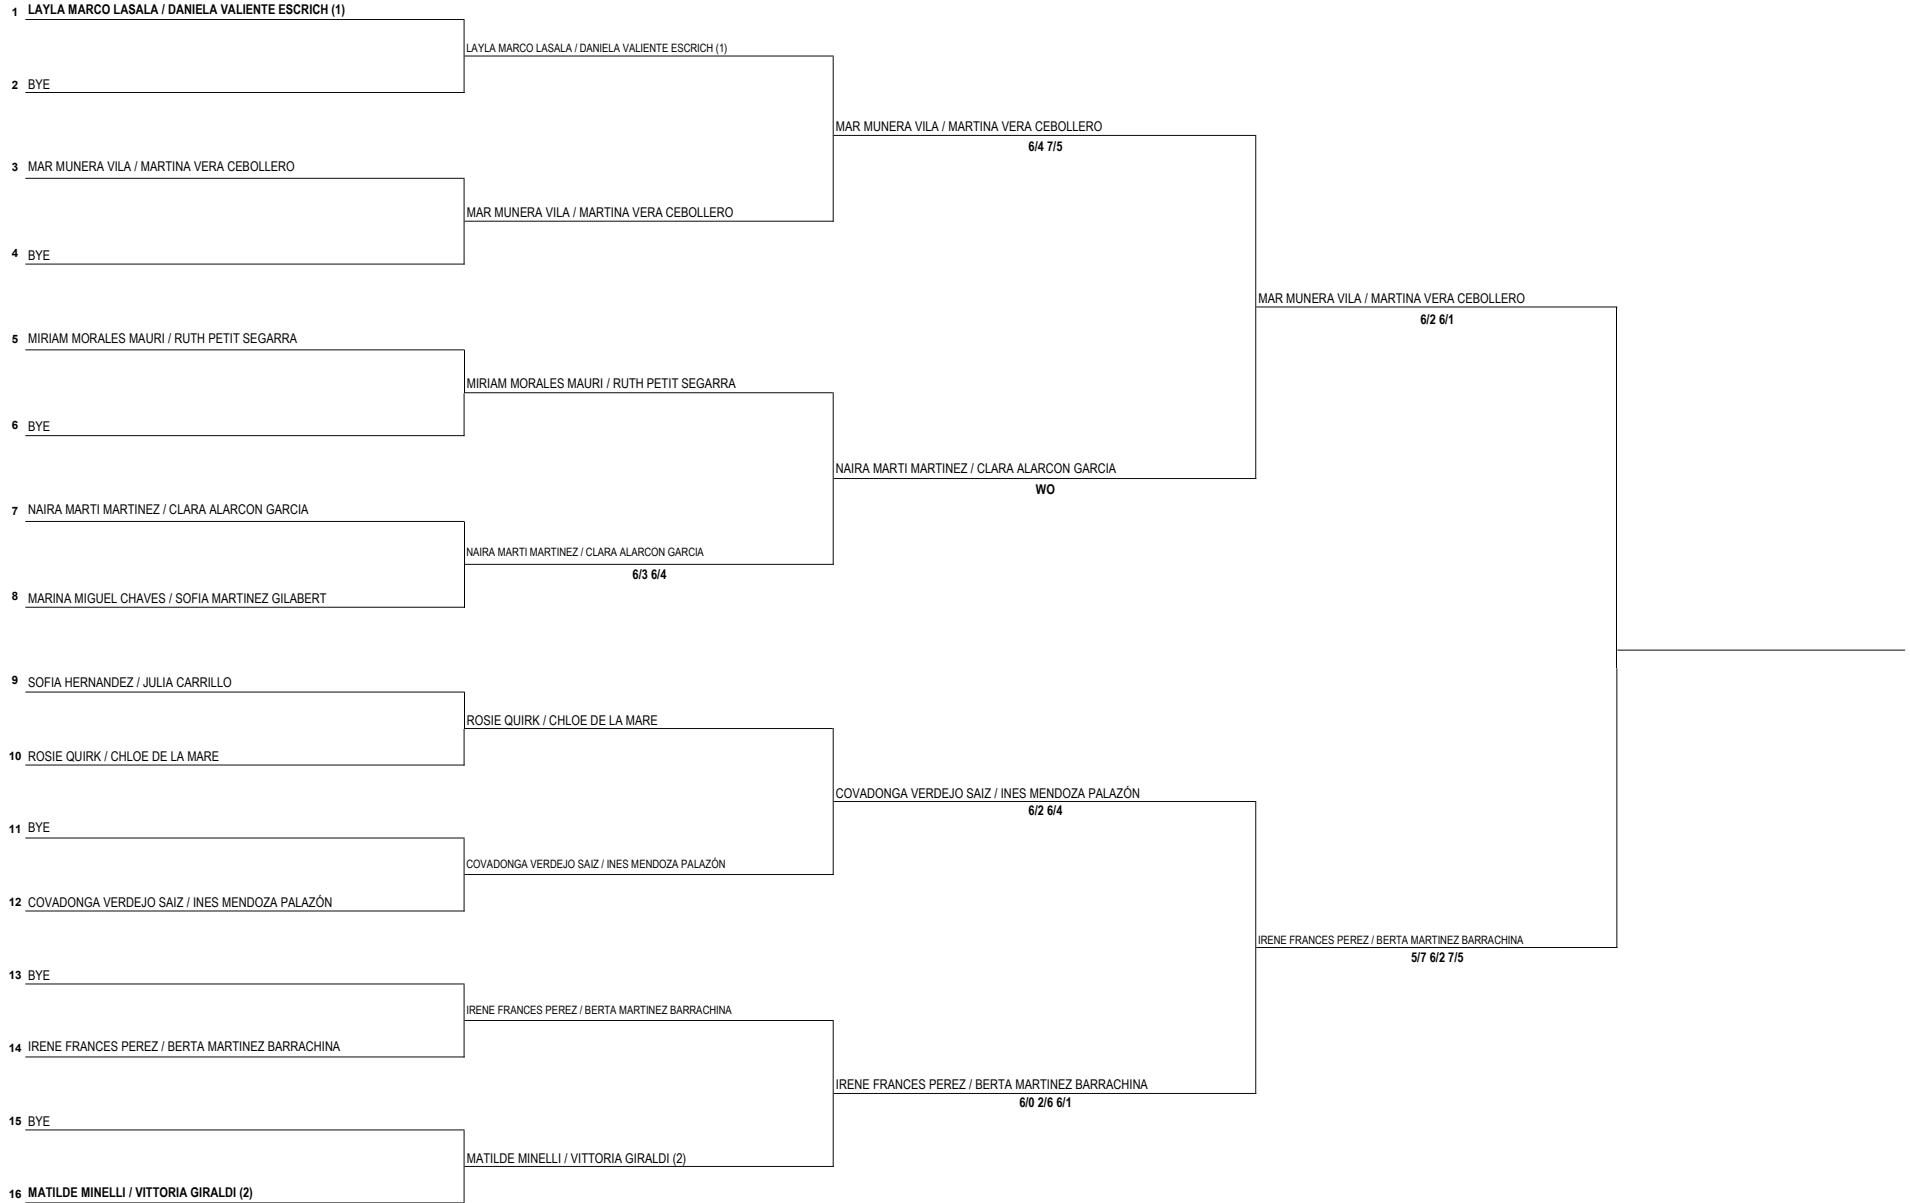 1 LAYLA MARCO LASALA / DANIELA VALIENTE ESCRICH (1)
LAYLA MARCO LASALA / DANIELA VALIENTE ESCRICH (1)
2 BYE
MAR MUNERA VILA / MARTINA VERA CEBOLLERO
6/4 7/5
3 MAR MUNERA VILA / MARTINA VERA CEBOLLERO
MAR MUNERA VILA / MARTINA VERA CEBOLLERO
4 BYE
MAR MUNERA VILA / MARTINA VERA CEBOLLERO
6/2 6/1
5 MIRIAM MORALES MAURI / RUTH PETIT SEGARRA
MIRIAM MORALES MAURI / RUTH PETIT SEGARRA
6 BYE
NAIRA MARTI MARTINEZ / CLARA ALARCON GARCIA
WO
7 NAIRA MARTI MARTINEZ / CLARA ALARCON GARCIA
NAIRA MARTI MARTINEZ / CLARA ALARCON GARCIA
6/3 6/4
8 MARINA MIGUEL CHAVES / SOFIA MARTINEZ GILABERT
9 SOFIA HERNANDEZ / JULIA CARRILLO
ROSIE QUIRK / CHLOE DE LA MARE
10 ROSIE QUIRK / CHLOE DE LA MARE
COVADONGA VERDEJO SAIZ / INES MENDOZA PALAZÓN
6/2 6/4
11 BYE
COVADONGA VERDEJO SAIZ / INES MENDOZA PALAZÓN
12 COVADONGA VERDEJO SAIZ / INES MENDOZA PALAZÓN
IRENE FRANCES PEREZ / BERTA MARTINEZ BARRACHINA
5/7 6/2 7/5
13 BYE
IRENE FRANCES PEREZ / BERTA MARTINEZ BARRACHINA
14 IRENE FRANCES PEREZ / BERTA MARTINEZ BARRACHINA
IRENE FRANCES PEREZ / BERTA MARTINEZ BARRACHINA
6/0 2/6 6/1
15 BYE
MATILDE MINELLI / VITTORIA GIRALDI (2)
16 MATILDE MINELLI / VITTORIA GIRALDI (2)